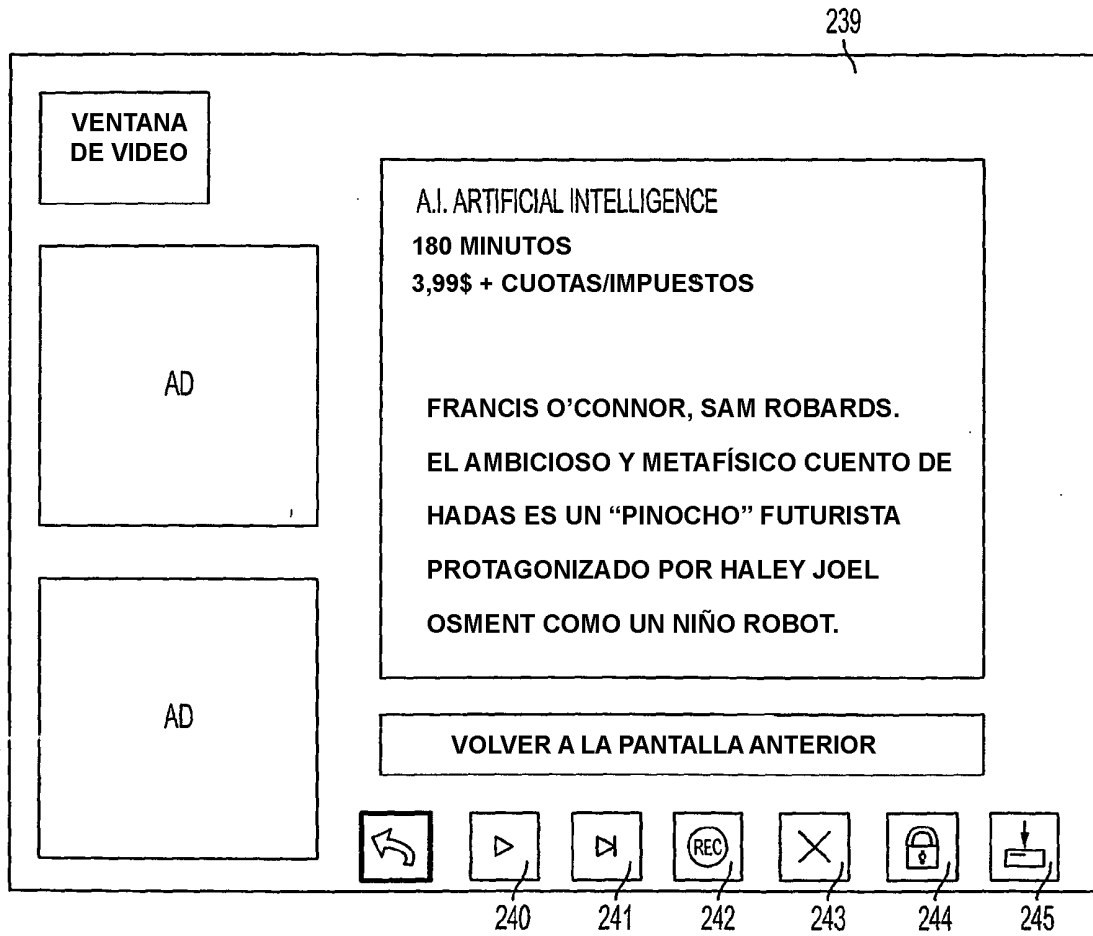 239
VENTANA
DE VIDEO
A.I. ARTIFICIAL INTELLIGENCE
180 MINUTOS
3,99$ + CUOTAS/IMPUESTOS
AD
FRANCIS O’CONNOR, SAM ROBARDS.
EL AMBICIOSO Y METAFÍSICO CUENTO DE
HADAS ES UN “PINOCHO” FUTURISTA
PROTAGONIZADO POR HALEY JOEL
OSMENT COMO UN NIÑO ROBOT.
AD
VOLVER A LA PANTALLA ANTERIOR
REC
240 241 242 243 244 245